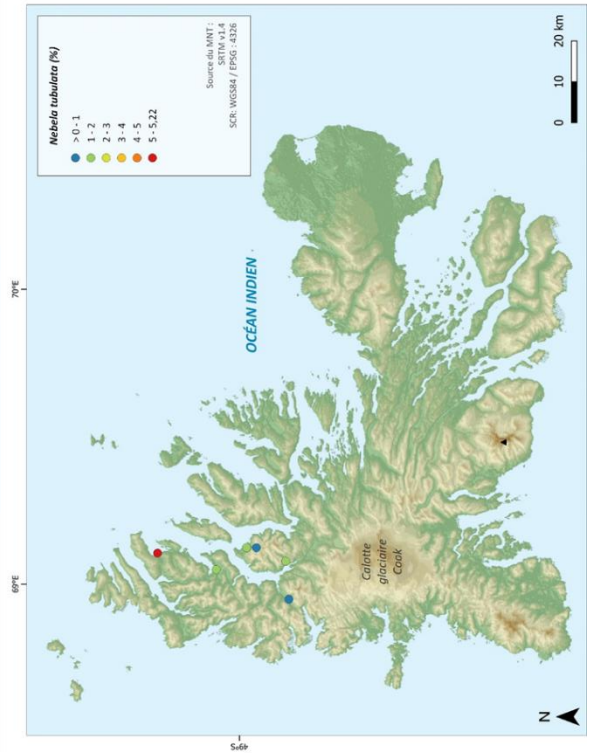 70°E
69°E
49°S
Nebela tubulata (%)
> 0 - 1
1 - 2
2 - 3
3 - 4
4 - 5
5 - 5,22
Source du MNT :
SRTM v1.4
SCR: WGS84 / EPSG : 4326
OCÉAN INDIEN
Calotte
glaciaire
Cook
N
0 10 20 km